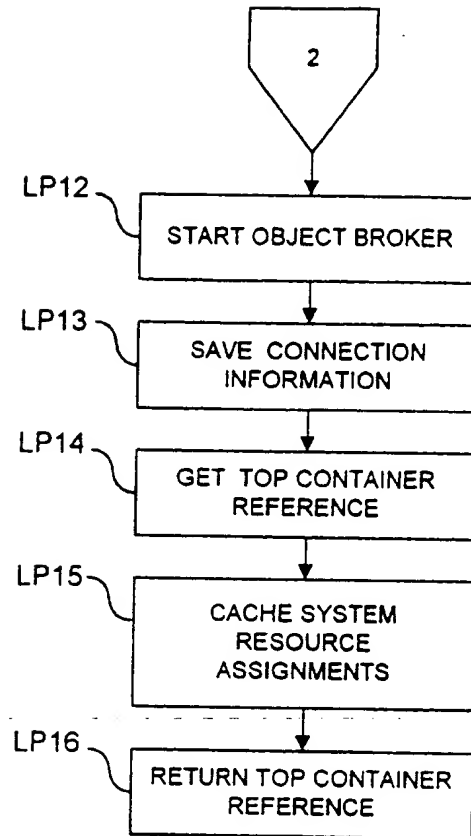 2
LP12
START OBJECT BROKER
LP13
SAVE CONNECTION
INFORMATION
LP14
GET TOP CONTAINER
REFERENCE
LP15
CACHE SYSTEM
RESOURCE
ASSIGNMENTS
LP16
RETURN TOP CONTAINER
REFERENCE